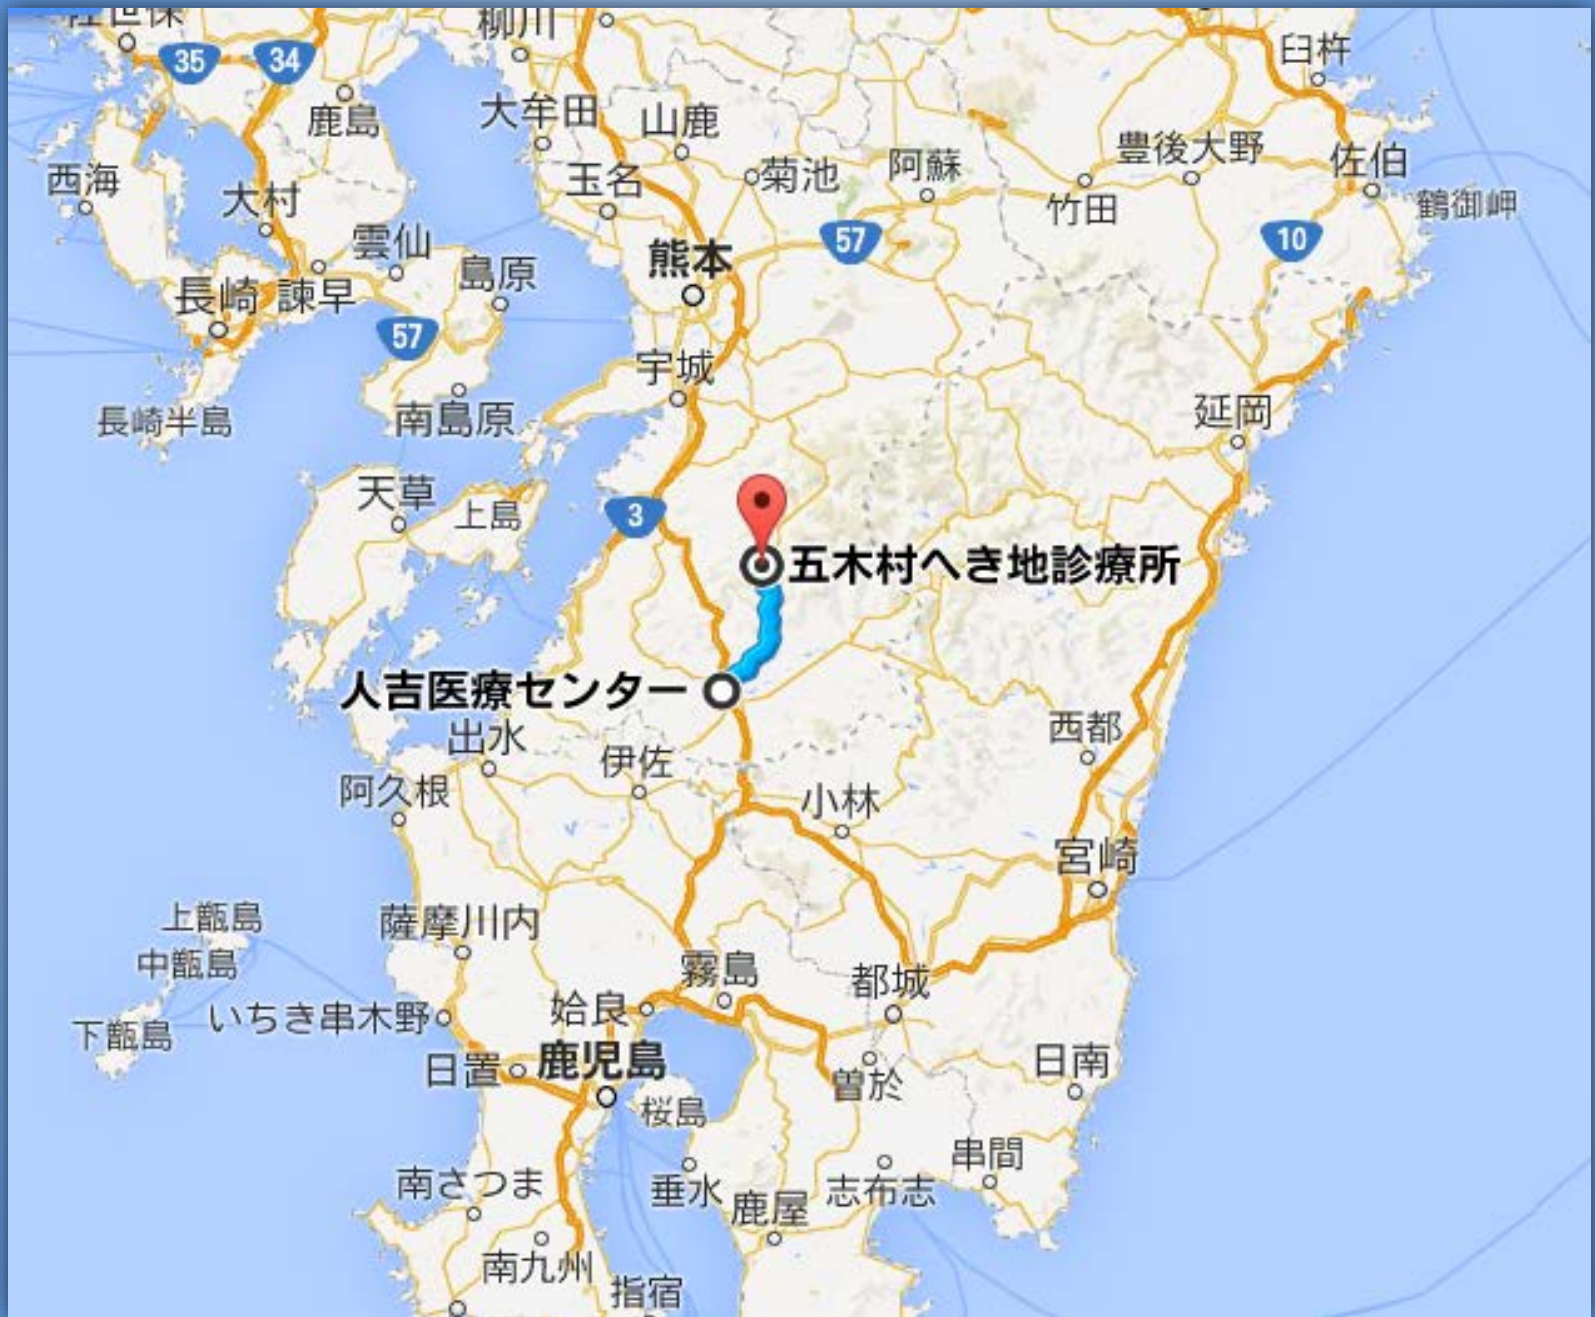 佐世保
柳川
臼杵
35
34
鹿島
大牟田
山鹿
豊後大野
佐伯
西海
大村
玉名
菊池
阿蘇
竹田
鶴御岬
雲仙
熊本
57
10
長崎
諫早
島原
57
宇城
長崎半島
南島原
延岡
天草
上島
3
五木村へき地診療所
人吉医療センター
出水
伊佐
西都
阿久根
小林
宮崎
上甑島
薩摩川内
中甑島
霧島
都城
下甑島
いちき串木野
姶良
日置
鹿児島
日南
桜島
曽於
串間
南さつま
垂水
鹿屋
志布志
南九州
指宿